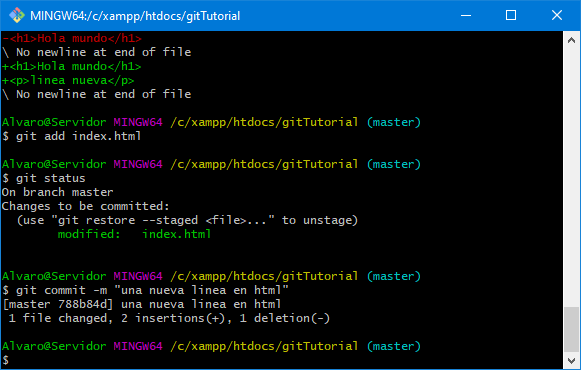 MINGW64:/c/xampp/htdocs/gitTutorial
-<h1>Hola mundo</h1>
\ No newline at end of file
+<h1>Hola mundo</h1>
+<p>linea nueva</p>
\ No newline at end of file
Alvaro@Servidor MINGW64 /c/xampp/htdocs/gitTutorial (master)
$ git add index.html
Alvaro@Servidor MINGW64 /c/xampp/htdocs/gitTutorial (master)
$ git status
On branch master
Changes to be committed:
  (use "git restore --staged <file>..." to unstage)
        modified:   index.html
Alvaro@Servidor MINGW64 /c/xampp/htdocs/gitTutorial (master)
$ git commit -m "una nueva linea en html"
[master 788b84d] una nueva linea en html
 1 file changed, 2 insertions(+), 1 deletion(-)
Alvaro@Servidor MINGW64 /c/xampp/htdocs/gitTutorial (master)
$